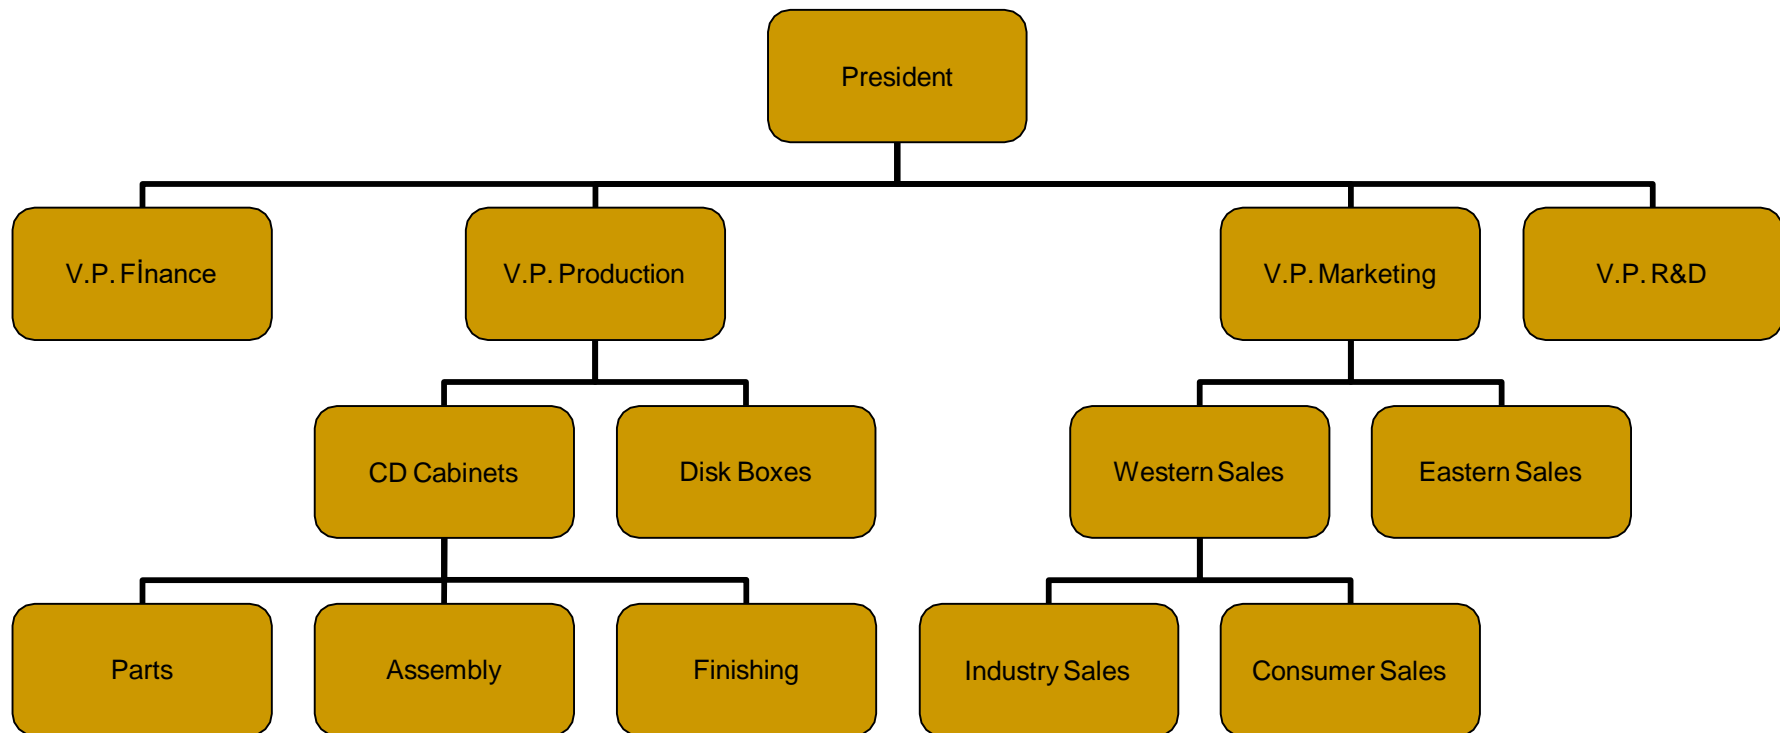 President
V.P. Fİnance
V.P. Production
V.P. Marketing
V.P. R&D
CD Cabinets
Disk Boxes
Western Sales
Eastern Sales
Parts
Assembly
Finishing
Industry Sales
Consumer Sales